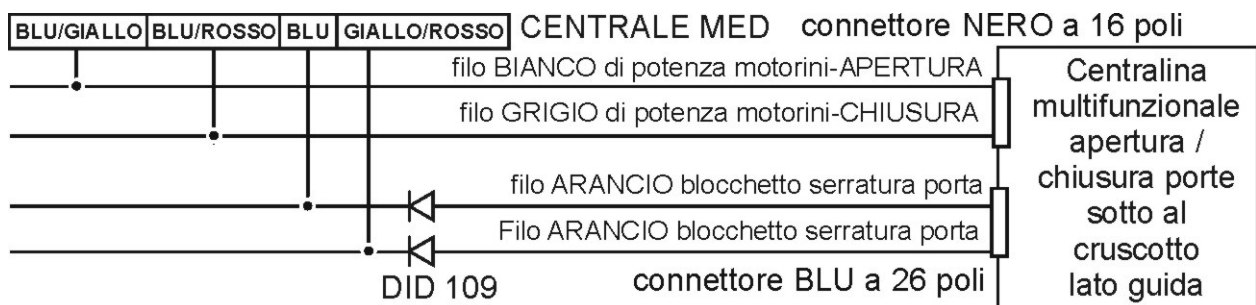 BLU/GIALLO BLU/ROSSO BLU GIALLO/ROSSO CENTRALE MED connettore NERO a 16 poli
filo BIANCO di potenza motorini-APERTURA
filo GRIGIO di potenza motorini-CHIUSURA
filo ARANCIO blocchetto serratura porta
Filo ARANCIO blocchetto serratura porta
DID 109
connettore BLU a 26 poli
Centralina
multifunzionale
apertura /
chiusura porte
sotto al
cruscotto
lato guida